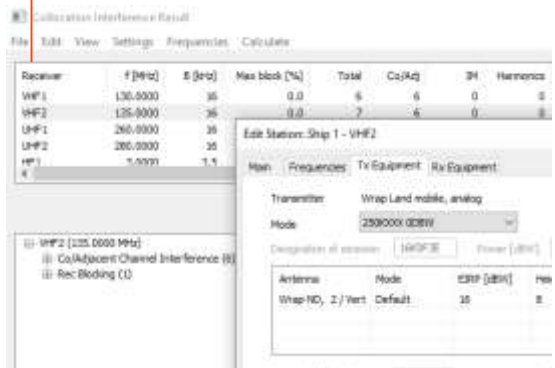 Collocation Interference Result
File Edit View Settings Frequencies Calculate
Receiver f [MHz] B [kHz] Max block [%] Total Co/Adj IM Harmonics
VHF1 130.0000 16 0.0 6 6 0 0
VHF2 135.0000 16 0.0 7 6 0 0
UHF1 260.0000 16
UHF2 280.0000 16
HF1 3.0000 3.5
Edit Station: Ship 1 - VHF2
Main Frequencies Tx Equipment Rx Equipment
Transmitter Wrap Land mobile, analog
Mode
Designation of emission 16K0F3E Power [dBW]
VHF2 (135.0000 MHz)
Co/Adjacent Channel Interference (6)
Rec Blocking (1)
Antenna Mode EIRP [dBW]
Wrap ND, 2 / Vert Default 16 8